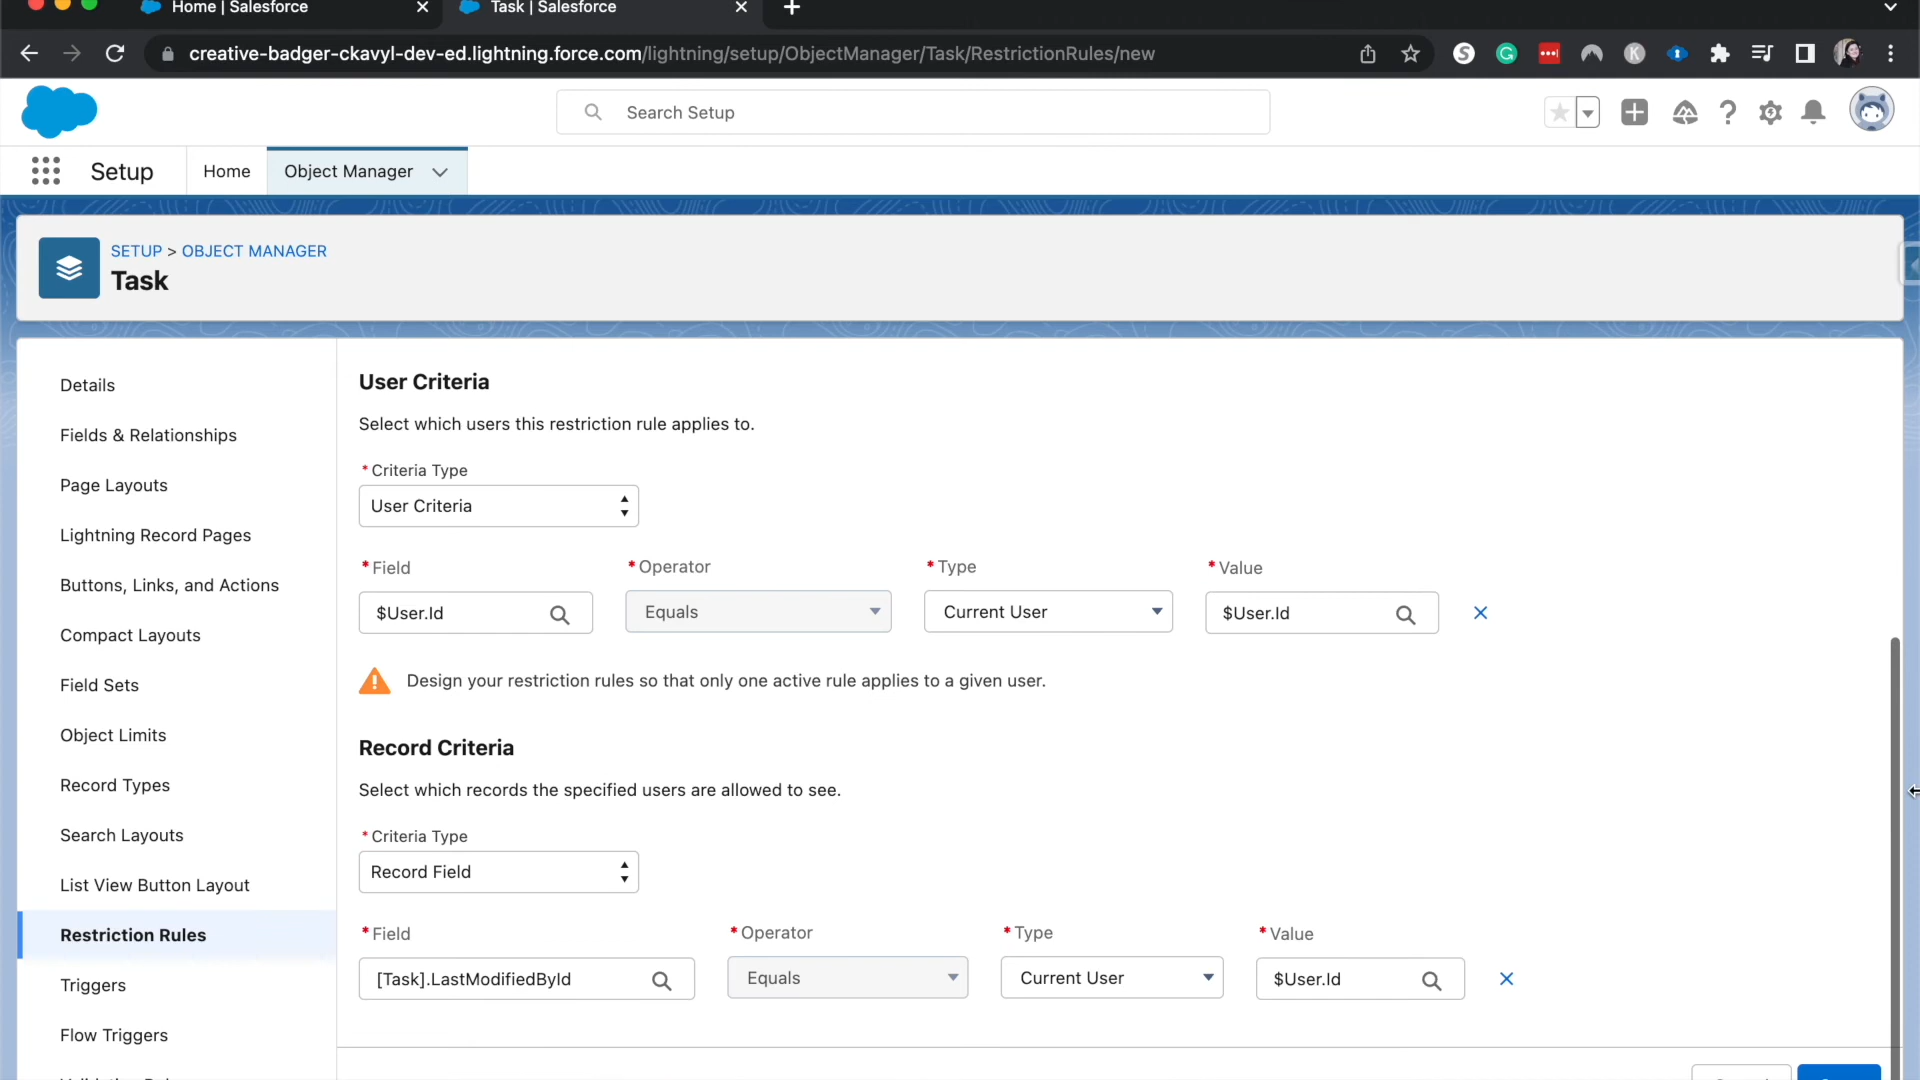 Home | Salesforce
Task | Salesforce
creative-badger-ckavyl-dev-ed.lightning.force.com/lightning/setup/ObjectManager/Task/RestrictionRules/new
Search Setup
Setup
Home
Object Manager
SETUP > OBJECT MANAGER
Task
Details
Fields & Relationships
Page Layouts
Lightning Record Pages
Buttons, Links, and Actions
Compact Layouts
Field Sets
Object Limits
Record Types
Search Layouts
List View Button Layout
Restriction Rules
Triggers
Flow Triggers
User Criteria
Select which users this restriction rule applies to.
*Criteria Type
User Criteria
*Field *Operator *Type *Value
$User.Id Equals Current User $User.Id
Design your restriction rules so that only one active rule applies to a given user.
Record Criteria
Select which records the specified users are allowed to see.
*Criteria Type
Record Field
*Field *Operator *Type *Value
[Task].LastModifiedById Equals Current User $User.Id